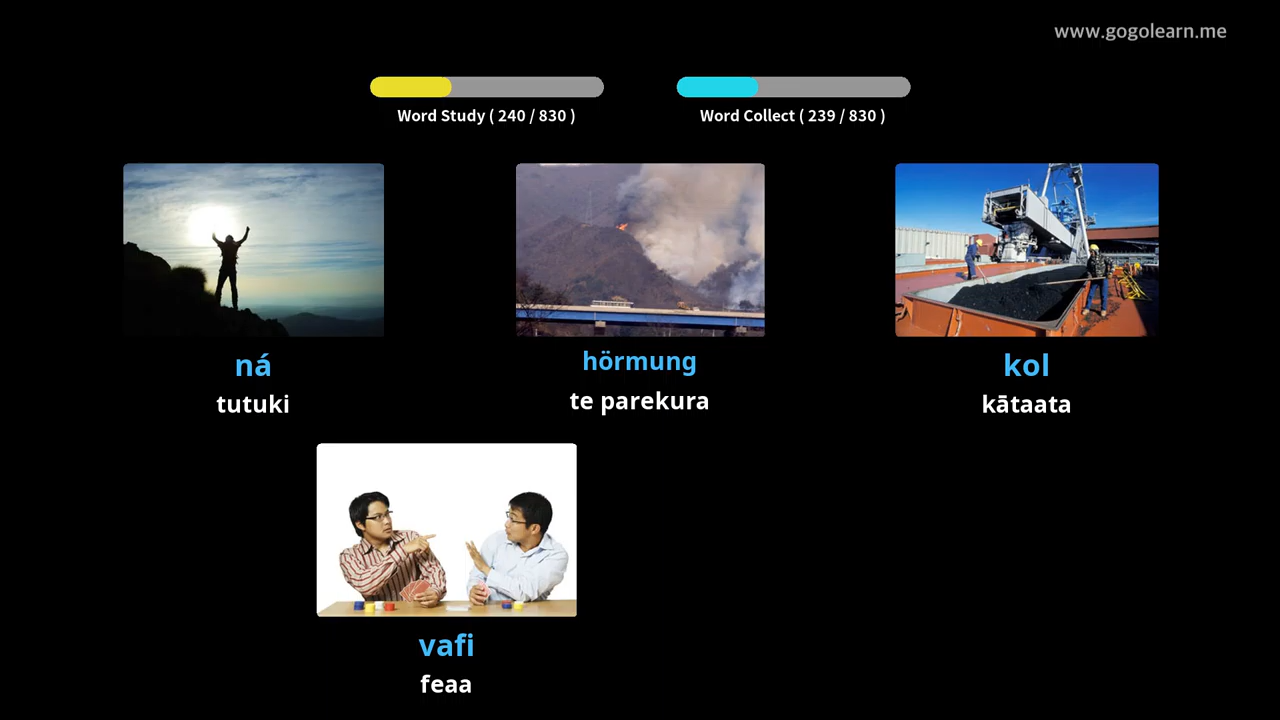 www.gogolearn.me
Word Study ( 240 / 830 )
Word Collect ( 239 / 830 )
ná
tutuki
hörmung
te parekura
kol
kātaata
vafi
feaa